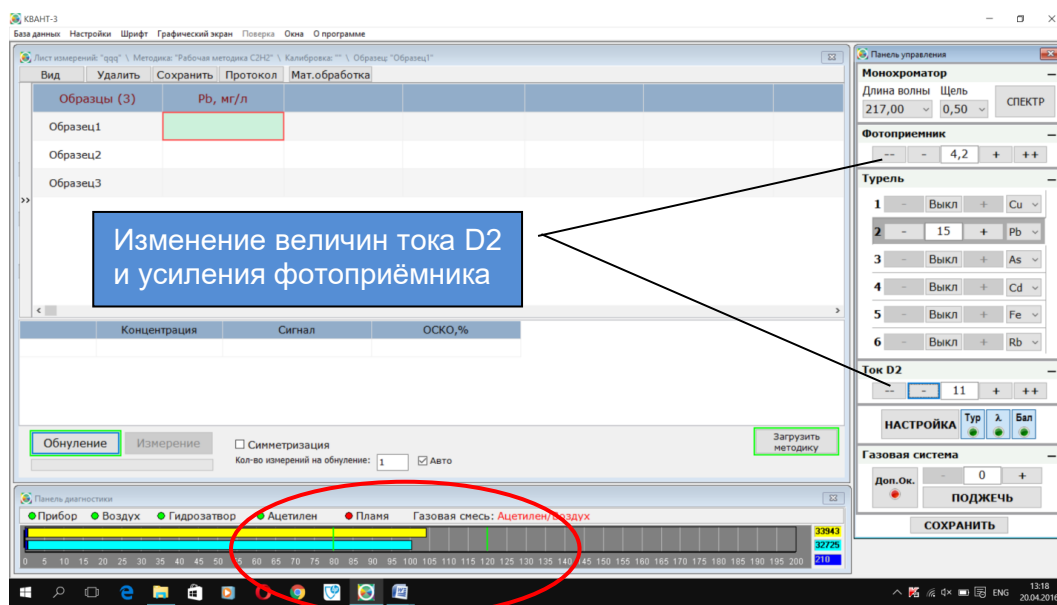 КВАНТ-3
База данных Настройки Шрифт Графический экран Поверка Окна О программе
Лист измерений: "qqq" \ Методика: "Рабочая методика C2H2" \ Калибровка: "" \ Образец: "Образец1"
Вид Удалить Сохранить Протокол Мат.обработка
Образцы (3) Pb, мг/л
Образец1
Образец2
Образец3
>>
Изменение величин тока D2
и усиления фотоприёмника
Концентрация Сигнал ОСКО,%
Обнуление Измерение Симметризация
Кол-во измерений на обнуление: 1 Авто
Загрузить
методику
Панель диагностики
Прибор Воздух Гидрозатвор Ацетилен Пламя Газовая смесь: Ацетилен/Воздух
33943
32725
0 5 10 15 20 25 30 35 40 45 50 55 60 65 70 75 80 85 90 95 100 105 110 115 120 125 130 135 140 145 150 155 160 165 170 175 180 185 190 195 200 210
Панель управления
Монохроматор
Длина волны Щель
217,00 0,50 СПЕКТР
Фотоприемник
-- - 4,2 + ++
Турель
1 - Выкл + Cu
2 - 15 + Pb
3 - Выкл + As
4 - Выкл + Cd
5 - Выкл + Fe
6 - Выкл + Rb
Ток D2
-- - 11 + ++
НАСТРОЙКА Тур λ Бал
Газовая система
Доп.Ок. - 0 +
ПОДЖЕЧЬ
СОХРАНИТЬ
ENG 13:18
20.04.2016